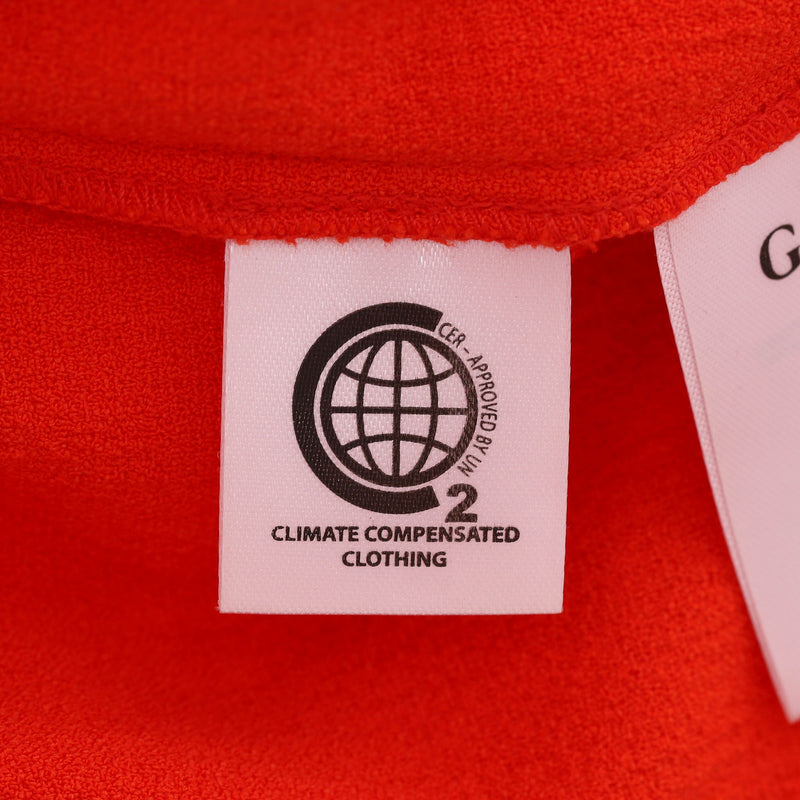 CER - APPROVED BY UN
2
CLIMATE COMPENSATED
CLOTHING
G